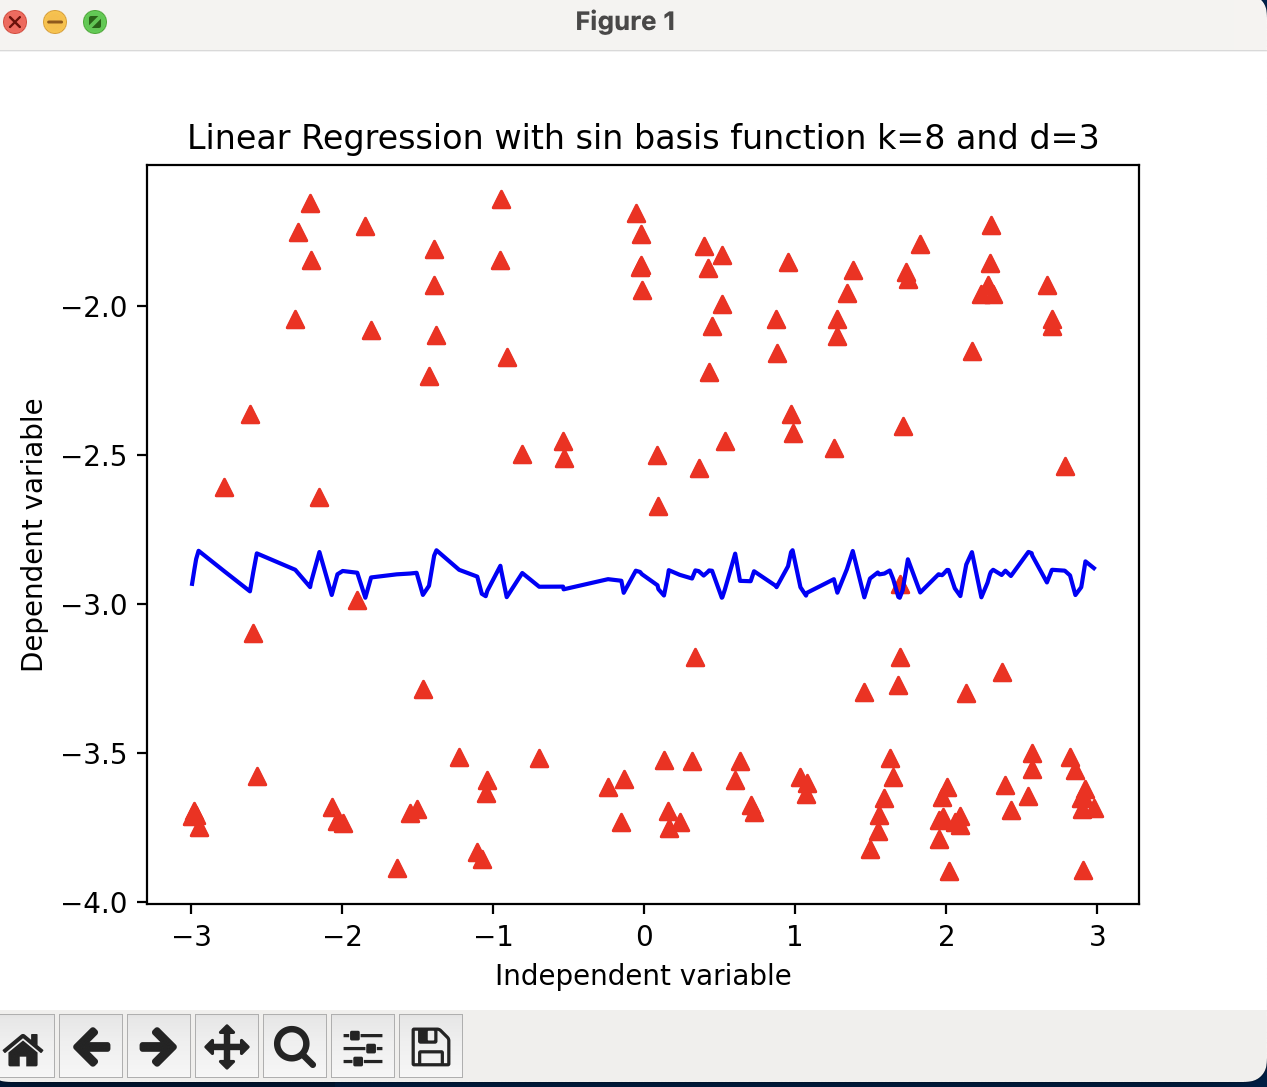 Figure 1
Linear Regression with sin basis function k=8 and d=3
−2.0
−2.5
−3.0
−3.5
−4.0
Dependent variable
−3 −2 −1 0 1 2 3
Independent variable